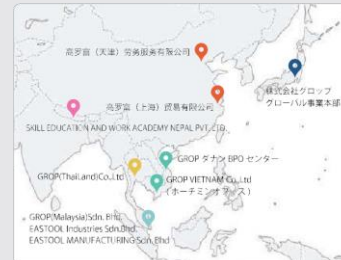 高罗富（天津）劳务服务有限公司
株式会社グロップ
グローバル事業本部
高罗富（上海）贸易有限公司
SKILL EDUCATION AND WORK ACADEMY NEPAL PVT. LTD.
GROP ダナン BPO センター
GROP(ThaiLand)Co.,Ltd
GROP VIETNAM Co.,Ltd
(ホーチミンオフィス)
GROP(Malaysia)Sdn. Bhd.
EASTOOL Industries Sdn.Bhd.
EASTOOL MANUFACTURING Sdn.Bhd